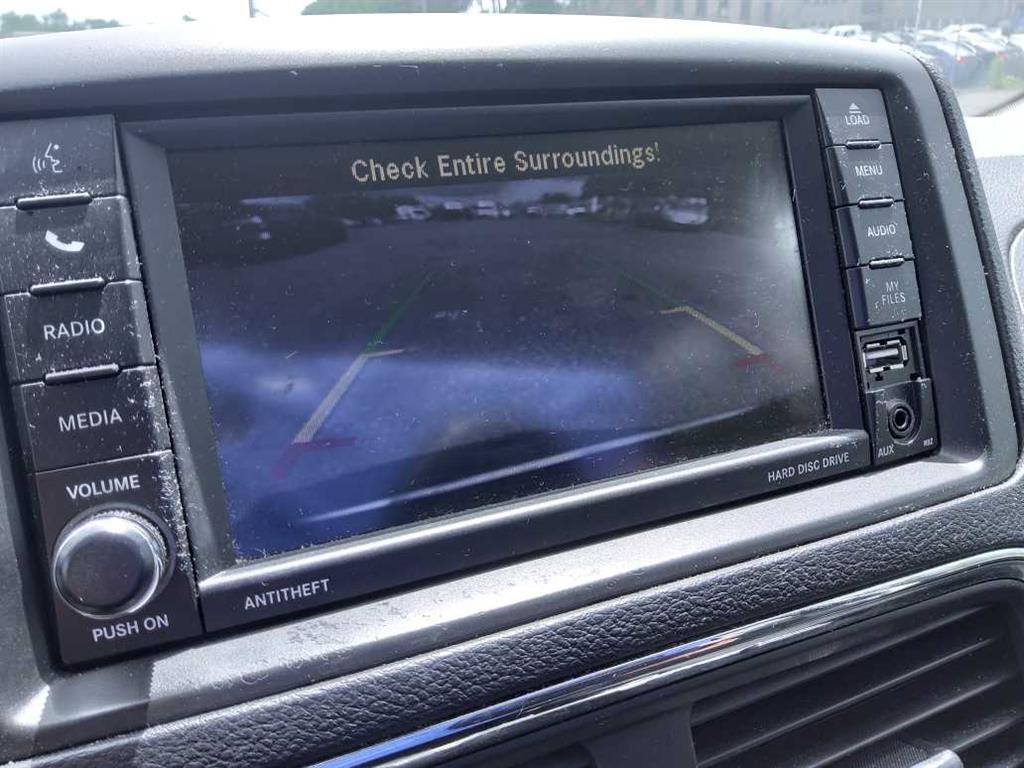 Check Entire Surroundings!
RADIO
MEDIA
VOLUME
PUSH ON
ANTITHEFT
HARD DISC DRIVE
LOAD
MENU
AUDIO
MY
FILES
AUX